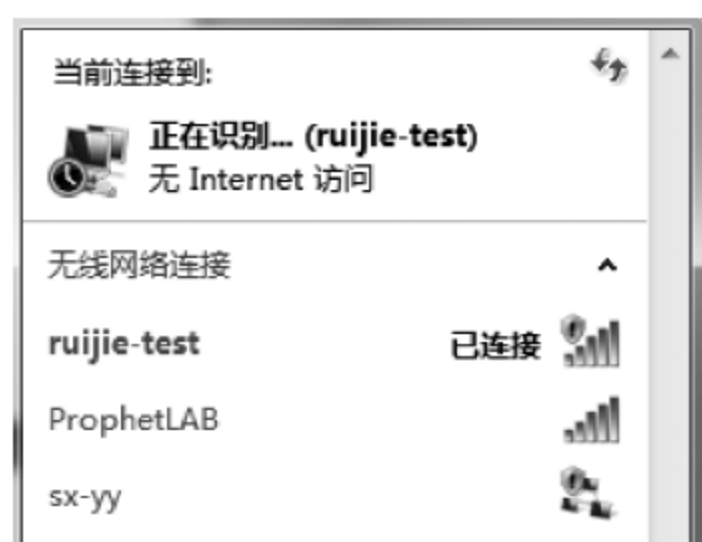 当前连接到:
正在识别... (ruijie-test)
无 Internet 访问
无线网络连接
ruijie-test 已连接
ProphetLAB
sx-yy